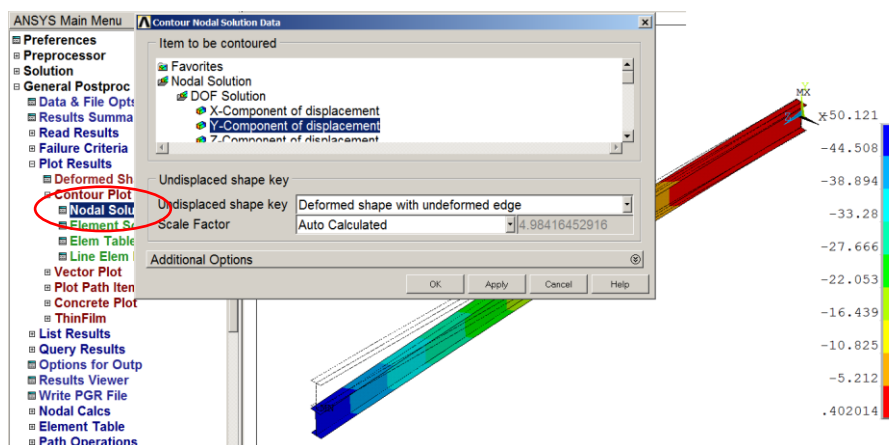 ANSYS Main Menu
Preferences
Preprocessor
Solution
General Postproc
Data & File Opts
Results Summa
Read Results
Failure Criteria
Plot Results
Deformed Sh
Contour Plot
Nodal Solu
Element S
Elem Table
Line Elem
Vector Plot
Plot Path Iten
Concrete Plot
ThinFilm
List Results
Query Results
Options for Outp
Results Viewer
Write PGR File
Nodal Calcs
Element Table
Path Operations
Contour Nodal Solution Data
Item to be contoured
Favorites
Nodal Solution
DOF Solution
X-Component of displacement
Y-Component of displacement
Z-Component of displacement
Undisplaced shape key
Undisplaced shape key Deformed shape with undeformed edge
Scale Factor Auto Calculated 4.98416452916
Additional Options
OK Apply Cancel Help
MX
Y
Z X
-50.121
-44.508
-38.894
-33.28
-27.666
-22.053
-16.439
-10.825
-5.212
.402014